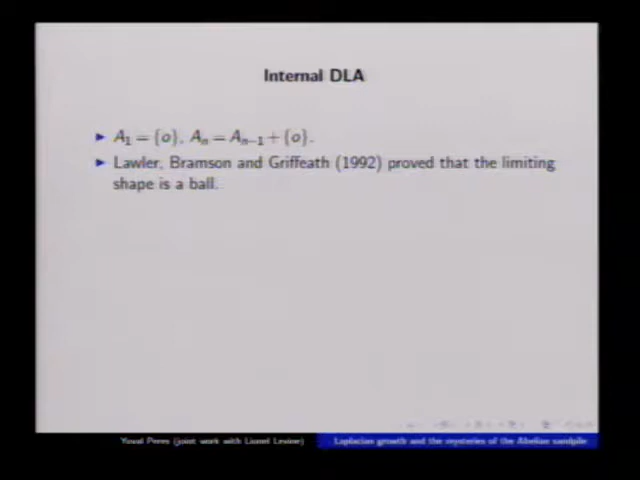 Internal DLA
▶ A₁ = {o}, Aₙ = Aₙ₋₁ + {o}.
▶ Lawler, Bramson and Griffeath (1992) proved that the limiting
shape is a ball.
Yuval Peres (joint work with Lionel Levine)
Laplacian growth and the mysteries of the Abelian sandpile